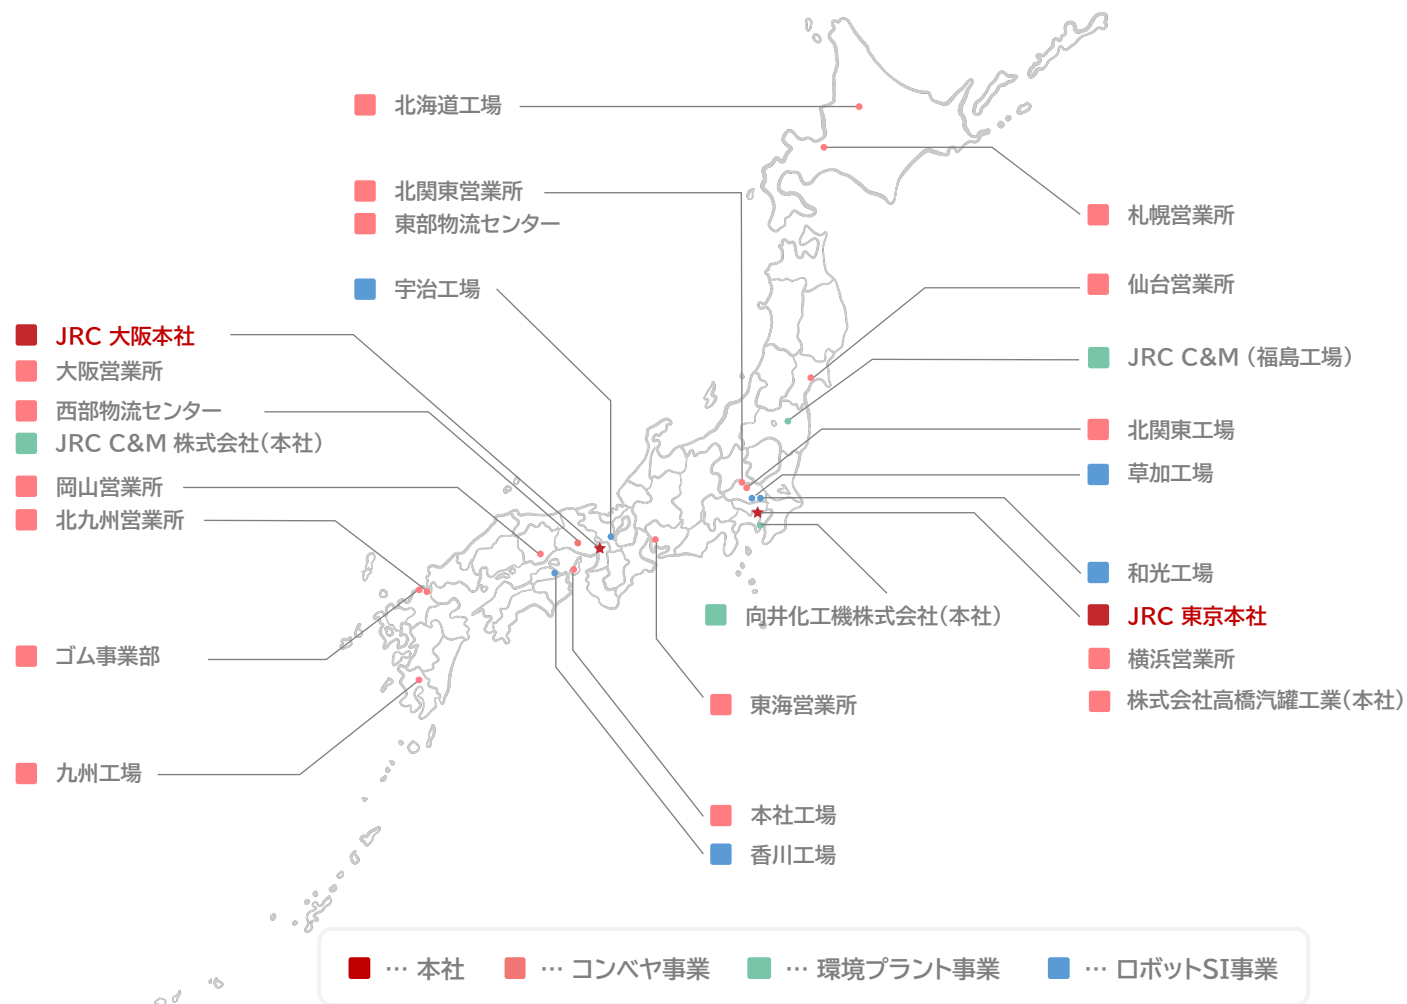 北海道工場
北関東営業所
東部物流センター
宇治工場
JRC 大阪本社
大阪営業所
西部物流センター
JRC C&M 株式会社(本社)
岡山営業所
北九州営業所
ゴム事業部
九州工場
札幌営業所
仙台営業所
JRC C&M (福島工場)
北関東工場
草加工場
和光工場
JRC 東京本社
横浜営業所
株式会社高橋汽罐工業(本社)
向井化工機株式会社(本社)
東海営業所
本社工場
香川工場
… 本社 … コンベヤ事業 … 環境プラント事業 … ロボットSI事業